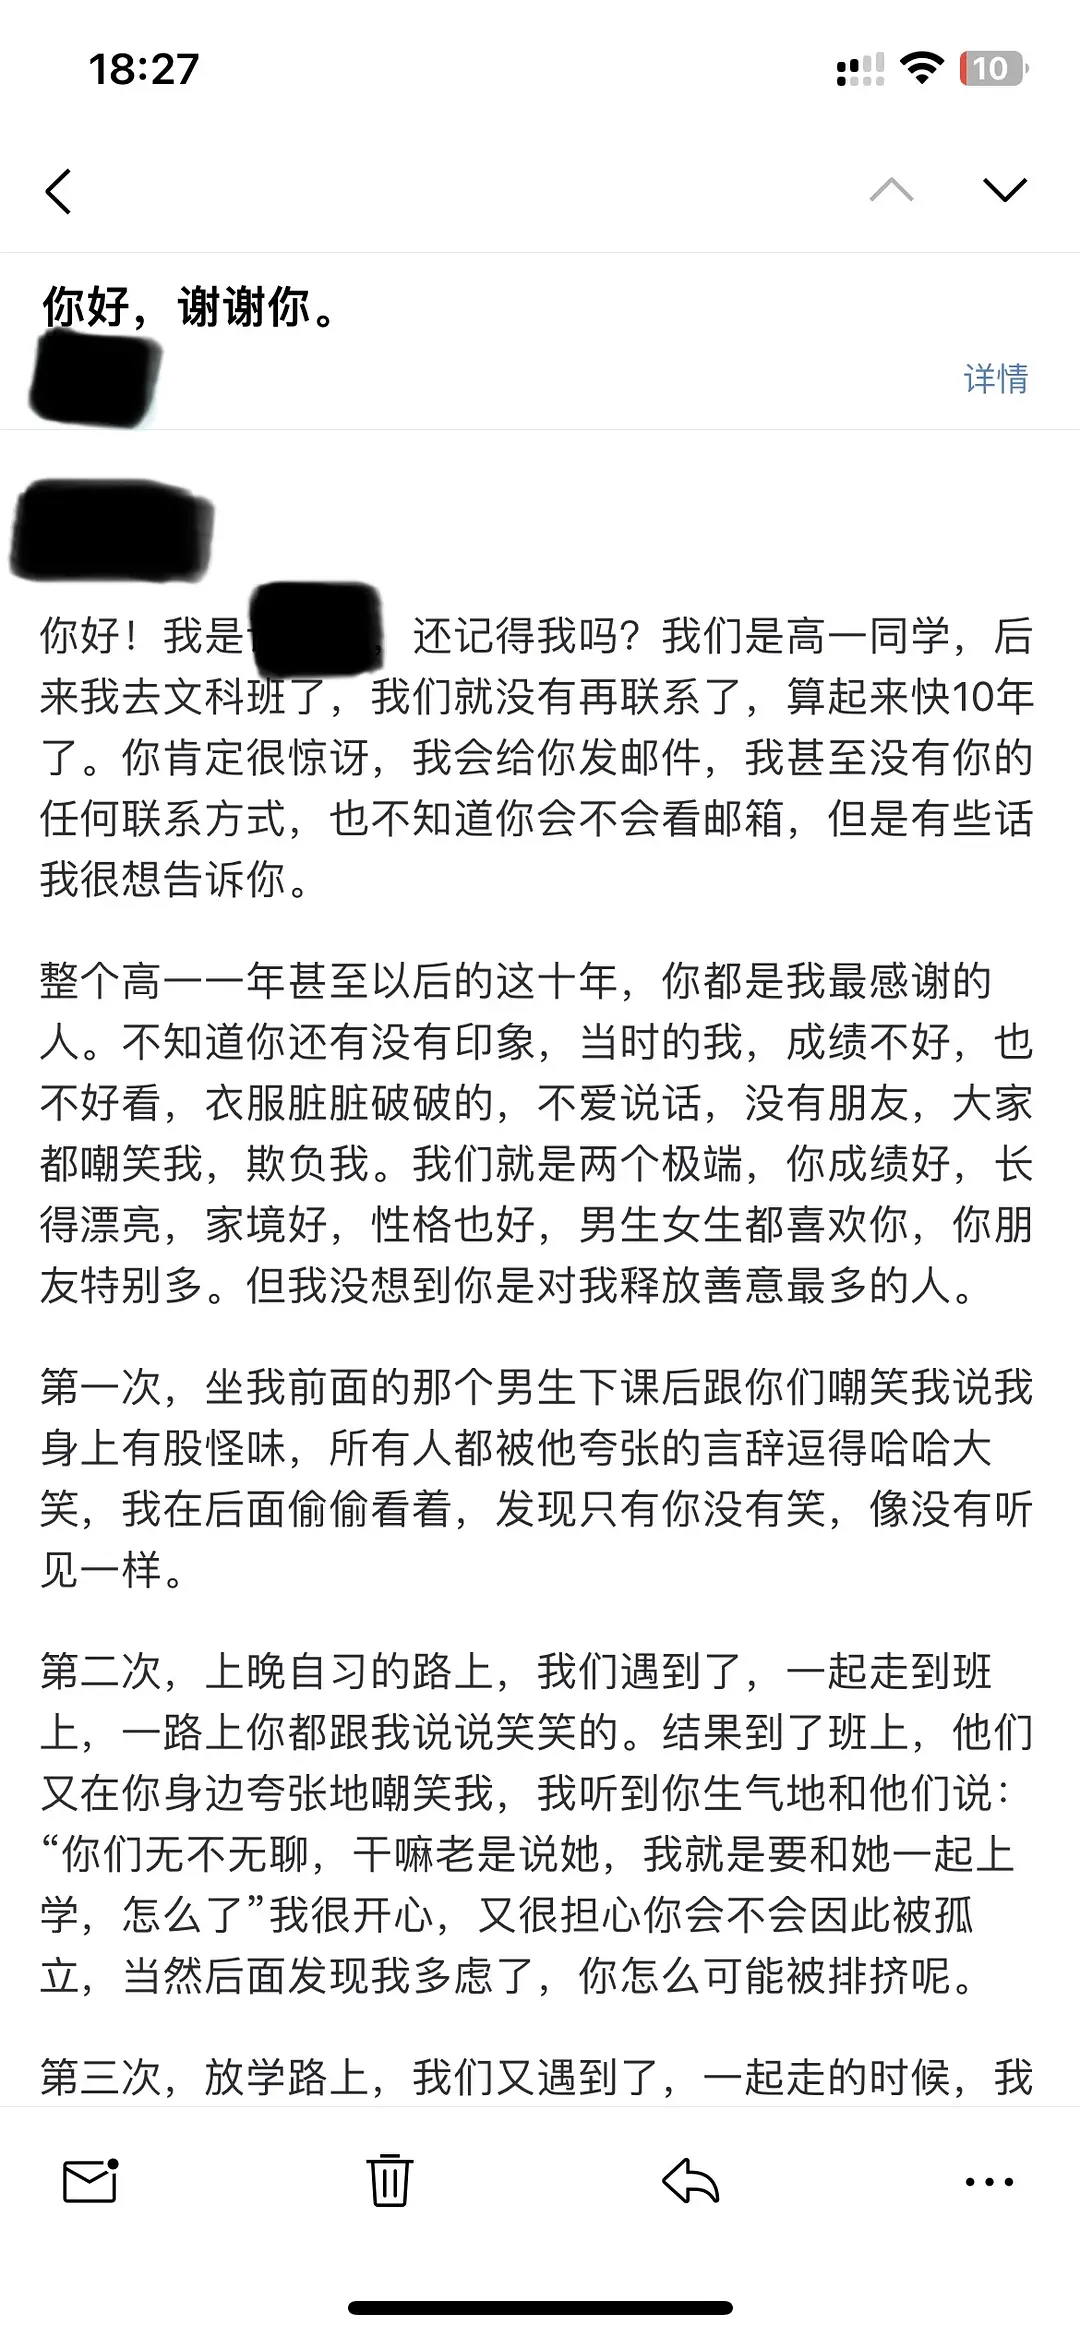 18:27
10
你好，谢谢你。
详情
你好！我是
还记得我吗？我们是高一同学，后
来我去文科班了，我们就没有再联系了，算起来快10年
了。你肯定很惊讶，我会给你发邮件，我甚至没有你的
任何联系方式，也不知道你会不会看邮箱，但是有些话
我很想告诉你。
整个高一一年甚至以后的这十年，你都是我最感谢的
人。不知道你还有没有印象，当时的我，成绩不好，也
不好看，衣服脏脏破破的，不爱说话，没有朋友，大家
都嘲笑我，欺负我。我们就是两个极端，你成绩好，长
得漂亮，家境好，性格也好，男生女生都喜欢你，你朋
友特别多。但我没想到你是对我释放善意最多的人。
第一次，坐我前面的那个男生下课后跟你们嘲笑我说我
身上有股怪味，所有人都被他夸张的言辞逗得哈哈大
笑，我在后面偷偷看着，发现只有你没有笑，像没有听
见一样。
第二次，上晚自习的路上，我们遇到了，一起走到班
上，一路上你都跟我说说笑笑的。结果到了班上，他们
又在你身边夸张地嘲笑我，我听到你生气地和他们说：
“你们无不无聊，干嘛老是说她，我就是要和她一起上
学，怎么了”我很开心，又很担心你会不会因此被孤
立，当然后面发现我多虑了，你怎么可能被排挤呢。
第三次，放学路上，我们又遇到了，一起走的时候，我